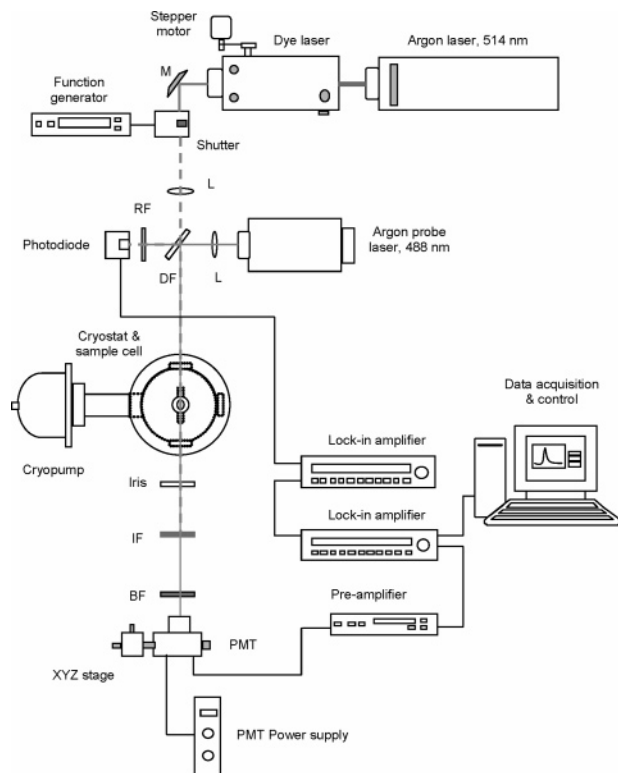 Stepper
motor
Dye laser
Argon laser, 514 nm
M
Function
generator
Shutter
L
RF
Photodiode
Argon probe
laser, 488 nm
DF
L
Cryostat &
sample cell
Data acquisition
& control
Lock-in amplifier
Cryopump
Iris
Lock-in amplifier
IF
BF
Pre-amplifier
PMT
XYZ stage
PMT Power supply